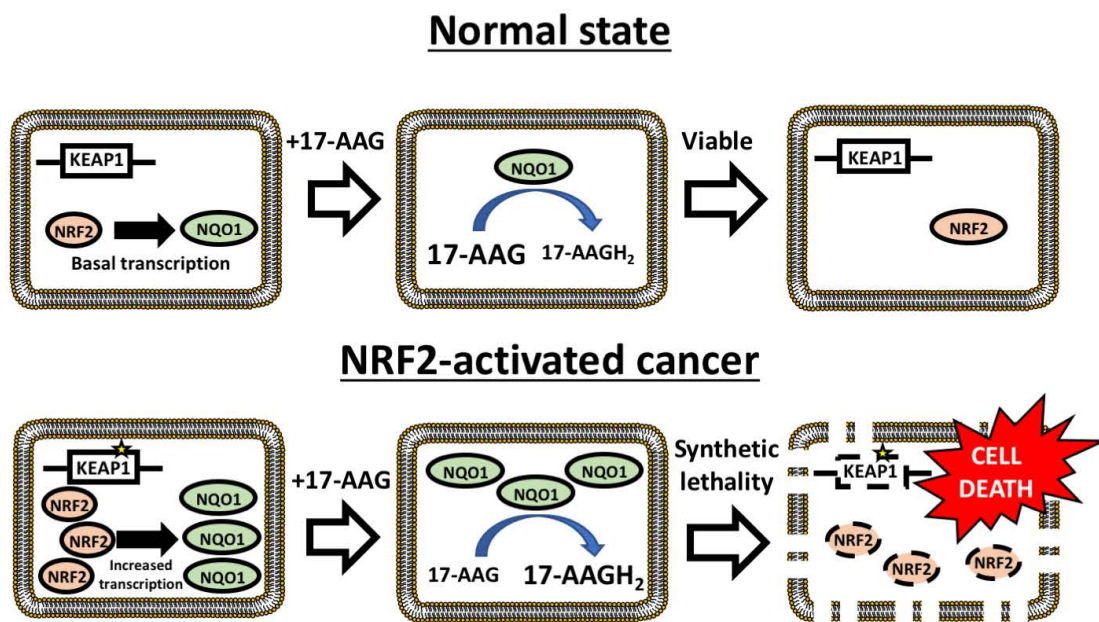 Normal state
KEAP1
NRF2
NQO1
Basal transcription
+17-AAG
NQO1
17-AAG
17-AAGH₂
Viable
KEAP1
NRF2
NRF2-activated cancer
KEAP1
NRF2
NRF2
NRF2
Increased
transcription
NQO1
NQO1
NQO1
+17-AAG
NQO1
NQO1
NQO1
17-AAG
17-AAGH₂
Synthetic
lethality
KEAP1
CELL
DEATH
NRF2
NRF2
NRF2